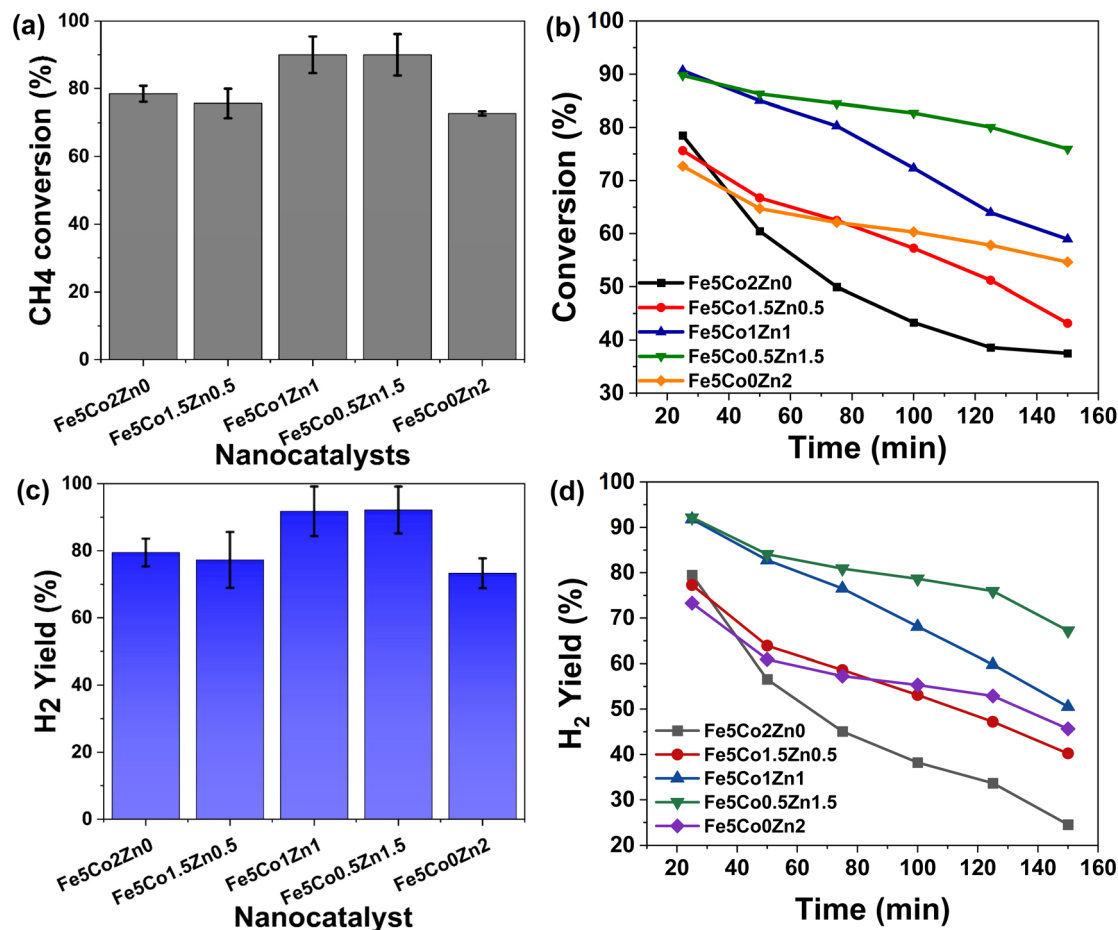 (a)
CH4 conversion (%)
100
80
60
40
20
0
Fe5Co2Zn0
Fe5Co1.5Zn0.5
Fe5Co1Zn1
Fe5Co0.5Zn1.5
Fe5Co0Zn2
Nanocatalysts
(b)
Conversion (%)
100
90
80
70
60
50
40
30
Fe5Co2Zn0
Fe5Co1.5Zn0.5
Fe5Co1Zn1
Fe5Co0.5Zn1.5
Fe5Co0Zn2
20 40 60 80 100 120 140 160
Time (min)
(c)
H2 Yield (%)
100
80
60
40
20
0
Fe5Co2Zn0
Fe5Co1.5Zn0.5
Fe5Co1Zn1
Fe5Co0.5Zn1.5
Fe5Co0Zn2
Nanocatalyst
(d)
H2 Yield (%)
100
90
80
70
60
50
40
30
20
Fe5Co2Zn0
Fe5Co1.5Zn0.5
Fe5Co1Zn1
Fe5Co0.5Zn1.5
Fe5Co0Zn2
20 40 60 80 100 120 140 160
Time (min)